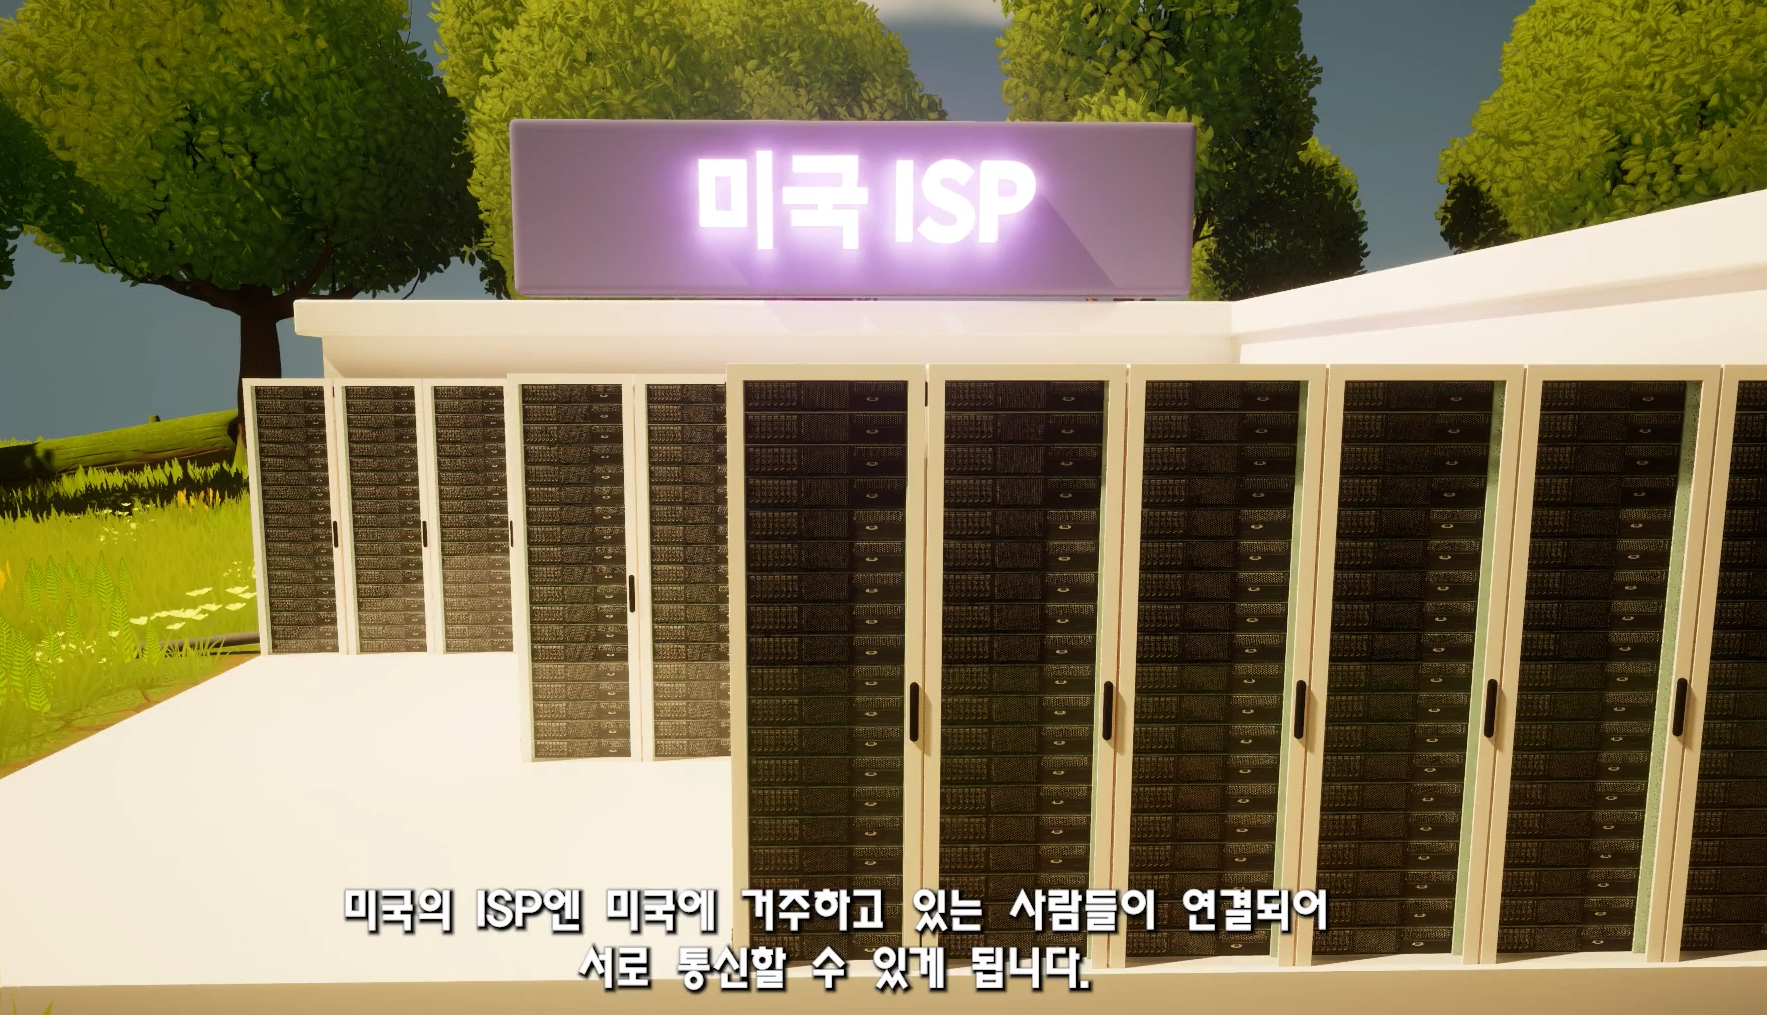 미국 ISP
미국의 ISP엔 미국에 거주하고 있는 사람들이 연결되어
서로 통신할 수 있게 됩니다.